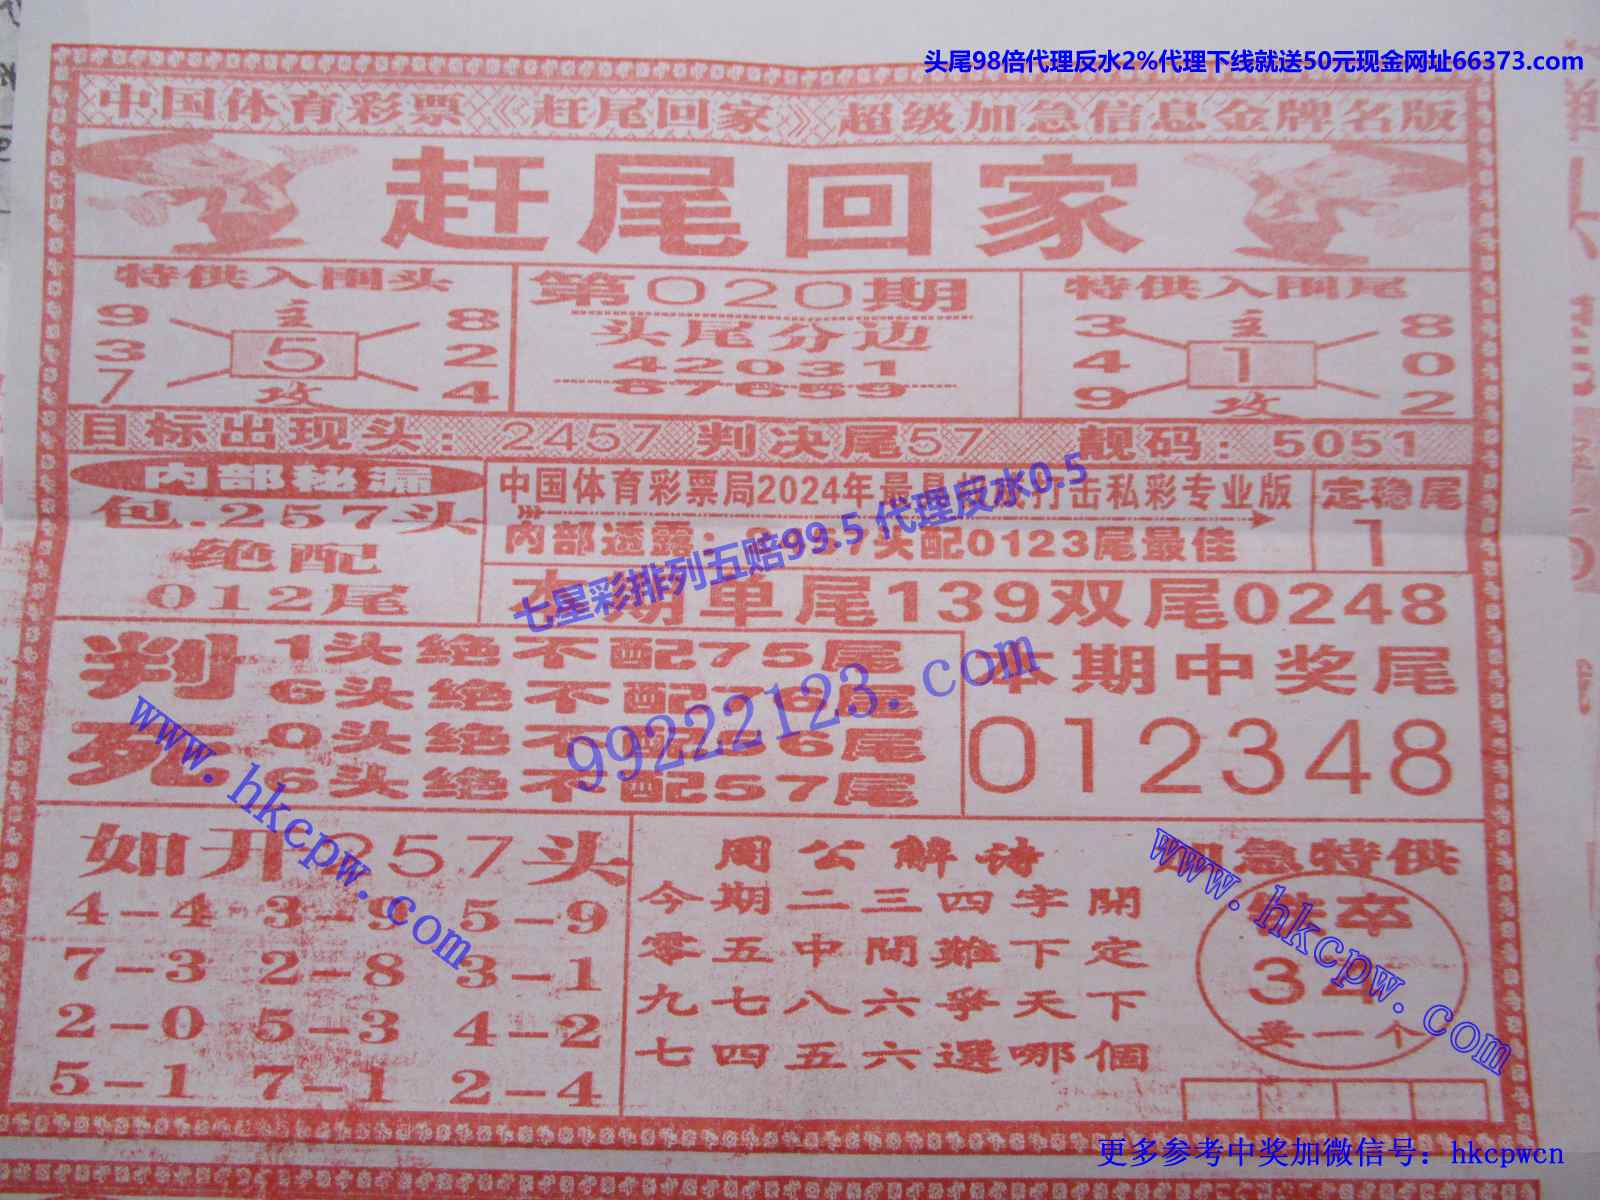 头尾98倍代理反水2%代理下线就送50元现金网址66373.com
中国体育彩票《赶尾回家》超级加急信息金牌名版
赶尾回家
特供入围头
9 主 8
3 5 2
7 攻 4
第020期
头尾分边
42031
87659
特供入围尾
3 主 8
4 1 0
9 攻 2
目标出现头：2457 判决尾57 靓码：5051
内部秘漏
包.257头
绝配
012尾
中国体育彩票局2024年最具权威打击私彩专业版
内部透露： 7头配0123尾最佳
定稳尾
1
七星彩排列五赔99.5 代理反水0.5
期单尾139双尾0248
判死
1头绝不配75尾
6头绝不配76尾
0头绝不配 6尾
6头绝不配57尾
本期中奖尾
012348
99222123.com
www.hkcpw.com
如开257头
4-4 3-9 5-9
7-3 2-8 3-1
2-0 5-3 4-2
5-1 7-1 2-4
周公解诗
今期二三四字開
零五中間難下定
九七八六爭天下
七四五六選哪個
加急特供
卒
3
要一个
www.hkcpw.com
更多参考中奖加微信号：hkcpwcn